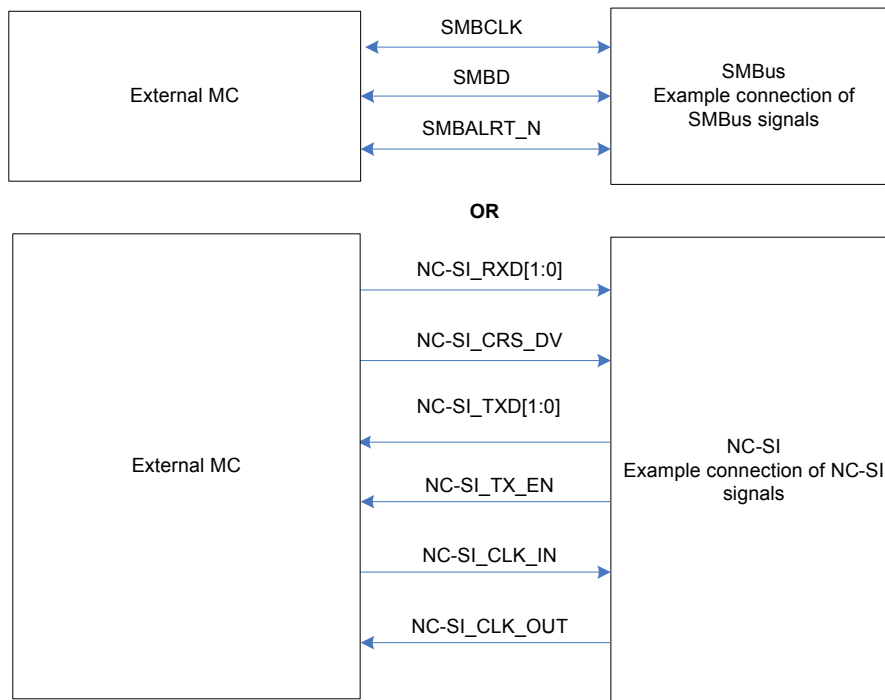 SMBCLK
External MC
SMBD
SMBus
Example connection of
SMBus signals
SMBALRT_N
OR
NC-SI_RXD[1:0]
NC-SI_CRS_DV
NC-SI_TXD[1:0]
External MC
NC-SI
Example connection of NC-SI
signals
NC-SI_TX_EN
NC-SI_CLK_IN
NC-SI_CLK_OUT